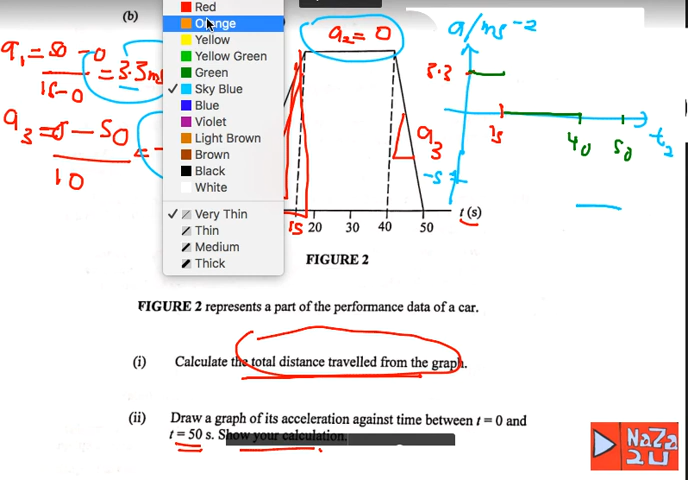 (b)
Red
Orange
Yellow
Yellow Green
Green
Sky Blue
Blue
Violet
Light Brown
Brown
Black
White
Very Thin
Thin
Medium
Thick
a₁ = 50 - 0
15-0
= 3.3m
a₃ = 0 - 50
10
=
a₂ = 0
a₃
a/ms⁻²
3.3
15
40
50
t₂
-5
15 20 30 40 50
t (s)
FIGURE 2
FIGURE 2 represents a part of the performance data of a car.
(i) Calculate the total distance travelled from the graph.
(ii) Draw a graph of its acceleration against time between t = 0 and
t = 50 s. Show your calculation.
NaZa
2U